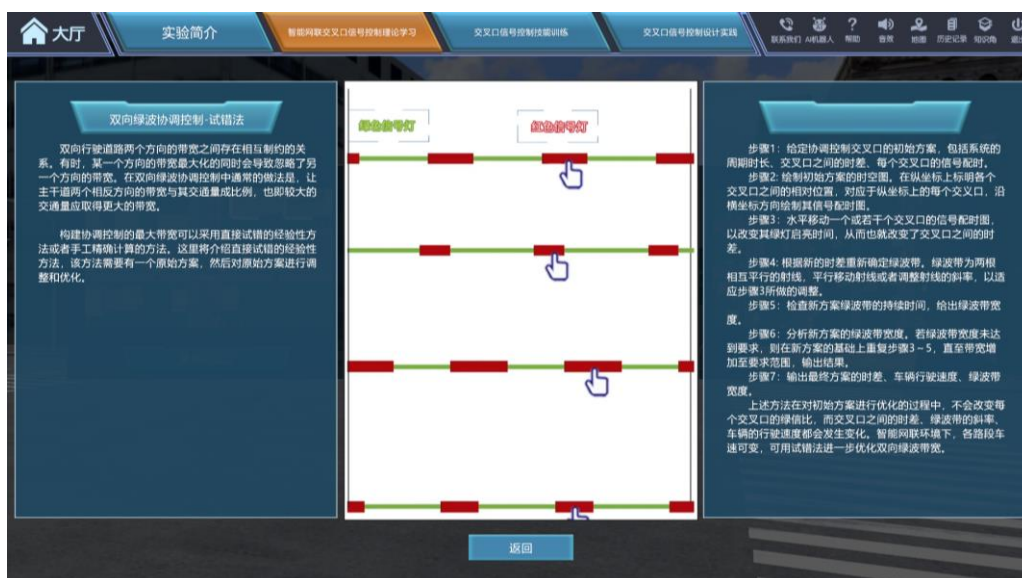 大厅
实验简介
智能网联交叉口信号控制理论学习
交叉口信号控制技能训练
交叉口信号控制设计实践
联系我们
AI机器人
帮助
音效
地图
历史记录
知识角
双向绿波协调控制-试错法
双向行驶道路两个方向的带宽之间存在相互制约的关
系。有时，某一个方向的带宽最大化的同时会导致忽略了另
一个方向的带宽。在双向绿波协调控制中通常的做法是，让
主干道两个相反方向的带宽与其交通量成比例，也即较大的
交通量应取得更大的带宽。
构建协调控制的最大带宽可以采用直接试错的经验性方
法或者手工精确计算的方法。这里将介绍直接试错的经验性
方法，该方法需要有一个原始方案，然后对原始方案进行调
整和优化。
绿色信号灯
红色信号灯
步骤1：给定协调控制交叉口的初始方案，包括系统的
周期时长、交叉口之间的时差、每个交叉口的信号配时。
步骤2: 绘制初始方案的时空图。在纵坐标上标明各个
交叉口之间的相对位置，对应于纵坐标上的每个交叉口，沿
横坐标方向绘制其信号配时图。
步骤3：水平移动一个或若干个交叉口的信号配时图，
以改变其绿灯启亮时间，从而也就改变了交叉口之间的时
差。
步骤4: 根据新的时差重新确定绿波带。绿波带为两根
相互平行的射线，平行移动射线或者调整射线的斜率，以适
应步骤3所做的调整。
步骤5：检查新方案绿波带的持续时间，给出绿波带宽
度。
步骤6：分析新方案的绿波带宽度。若绿波带宽度未达
到要求，则在新方案的基础上重复步骤3～5，直至带宽增
加至要求范围，输出结果。
步骤7：输出最终方案的时差、车辆行驶速度、绿波带
宽度。
上述方法在对初始方案进行优化的过程中，不会改变每
个交叉口的绿信比，而交叉口之间的时差、绿波带的斜率、
车辆的行驶速度都会发生变化。智能网联环境下，各路段车
速可变，可用试错法进一步优化双向绿波带宽。
返回